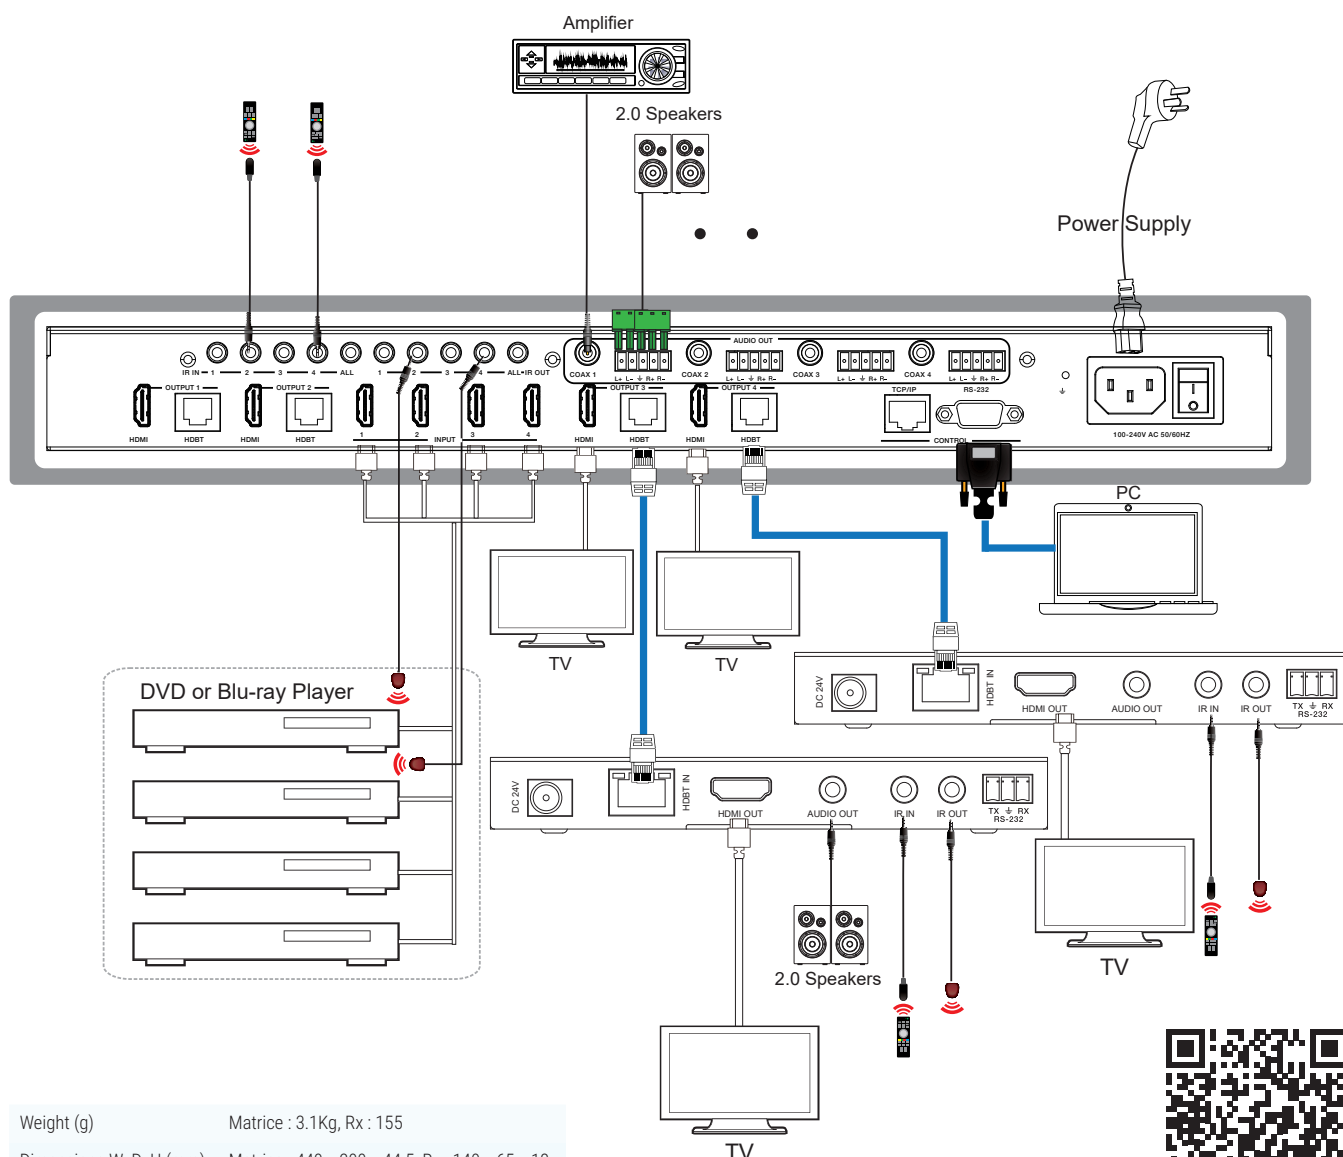 Amplifier
2.0 Speakers
Power Supply
AUDIO OUT
IR IN 1 2 3 4 ALL 1 2 3 4 ALL IR OUT
COAX 1 L+ L- ⏚ R+ R- COAX 2 L+ L- ⏚ R+ R- COAX 3 L+ L- ⏚ R+ R- COAX 4 L+ L- ⏚ R+ R-
OUTPUT 1 OUTPUT 2 OUTPUT 3 OUTPUT 4 TCP/IP RS-232
HDMI HDBT HDMI HDBT 1 2 INPUT 3 4 HDMI HDBT HDMI HDBT CONTROL
100-240V AC 50/60HZ
PC
TV
TV
DVD or Blu-ray Player
DC 24V
HDBT IN
HDMI OUT
AUDIO OUT
IR IN
IR OUT
TX ⏚ RX
RS-232
DC 24V
HDBT IN
HDMI OUT
AUDIO OUT
IR IN
IR OUT
TX ⏚ RX
RS-232
TV
2.0 Speakers
TV
Weight (g) Matrice : 3.1Kg, Rx : 155